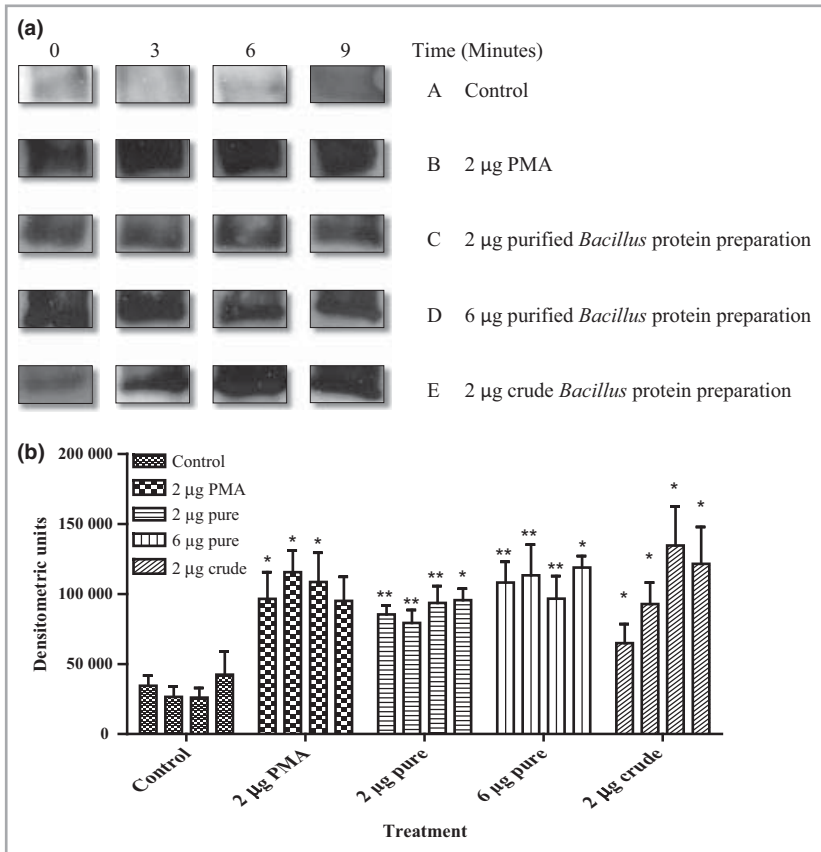 (a)
0 3 6 9 Time (Minutes)
A Control
B 2 µg PMA
C 2 µg purified Bacillus protein preparation
D 6 µg purified Bacillus protein preparation
E 2 µg crude Bacillus protein preparation
(b)
200 000
150 000
100 000
50 000
0
Densitometric units
Control
2 µg PMA
2 µg pure
6 µg pure
2 µg crude
* * *
** ** ** *
** ** ** *
* * * *
Control
2 µg PMA
2 µg pure
6 µg pure
2 µg crude
Treatment